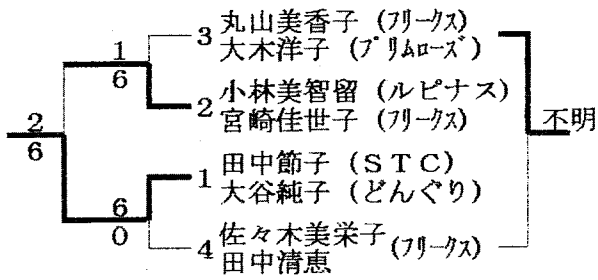 3 丸山美香子 (フリークス)
大木洋子 (プリムローズ)
1
6
2 小林美智留 (ルピナス)
宮崎佳世子 (フリークス)
不明
2
6
1 田中節子 (STC)
大谷純子 (どんぐり)
6
0
4 佐々木美栄子
田中清恵 (フリークス)